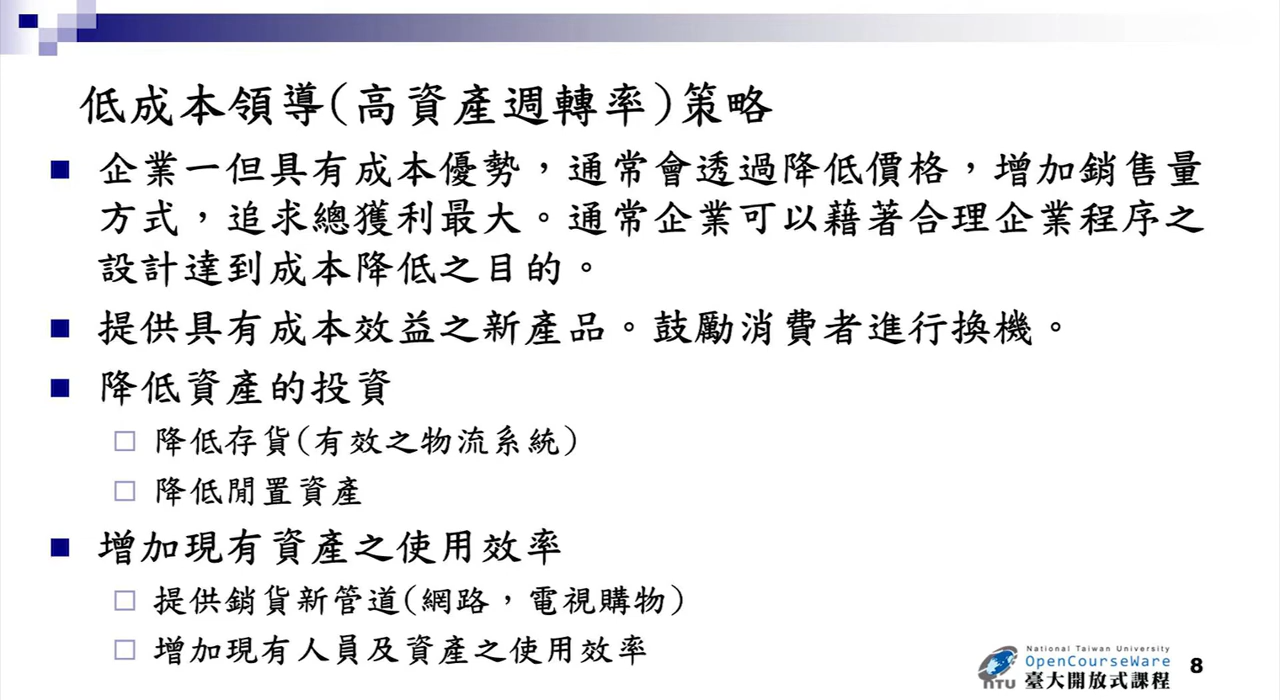 低成本領導(高資產週轉率)策略
企業一但具有成本優勢，通常會透過降低價格，增加銷售量
方式，追求總獲利最大。通常企業可以藉著合理企業程序之
設計達到成本降低之目的。
提供具有成本效益之新產品。鼓勵消費者進行換機。
降低資產的投資
降低存貨(有效之物流系統)
降低閒置資產
增加現有資產之使用效率
提供銷貨新管道(網路，電視購物)
增加現有人員及資產之使用效率
National Taiwan University
OpenCourseWare
NTU 臺大開放式課程
8